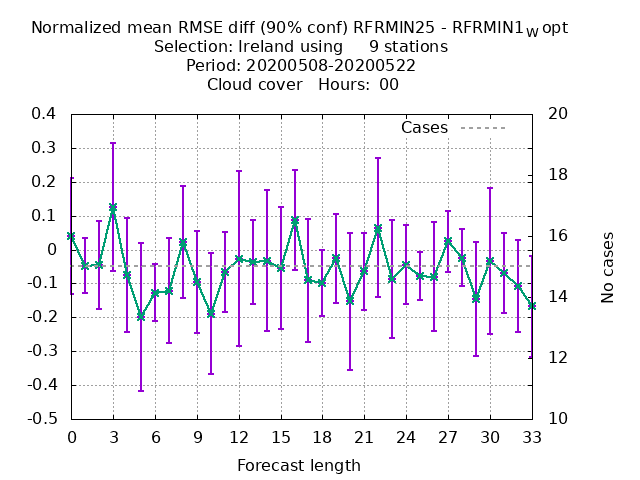 Normalized mean RMSE diff (90% conf) RFRMIN25 - RFRMIN1wopt
Selection: Ireland using 9 stations
Period: 20200508-20200522
Cloud cover Hours: 00
Cases
0.4
0.3
0.2
0.1
0
-0.1
-0.2
-0.3
-0.4
-0.5
20
18
16
14
12
10
No cases
0 3 6 9 12 15 18 21 24 27 30 33
Forecast length